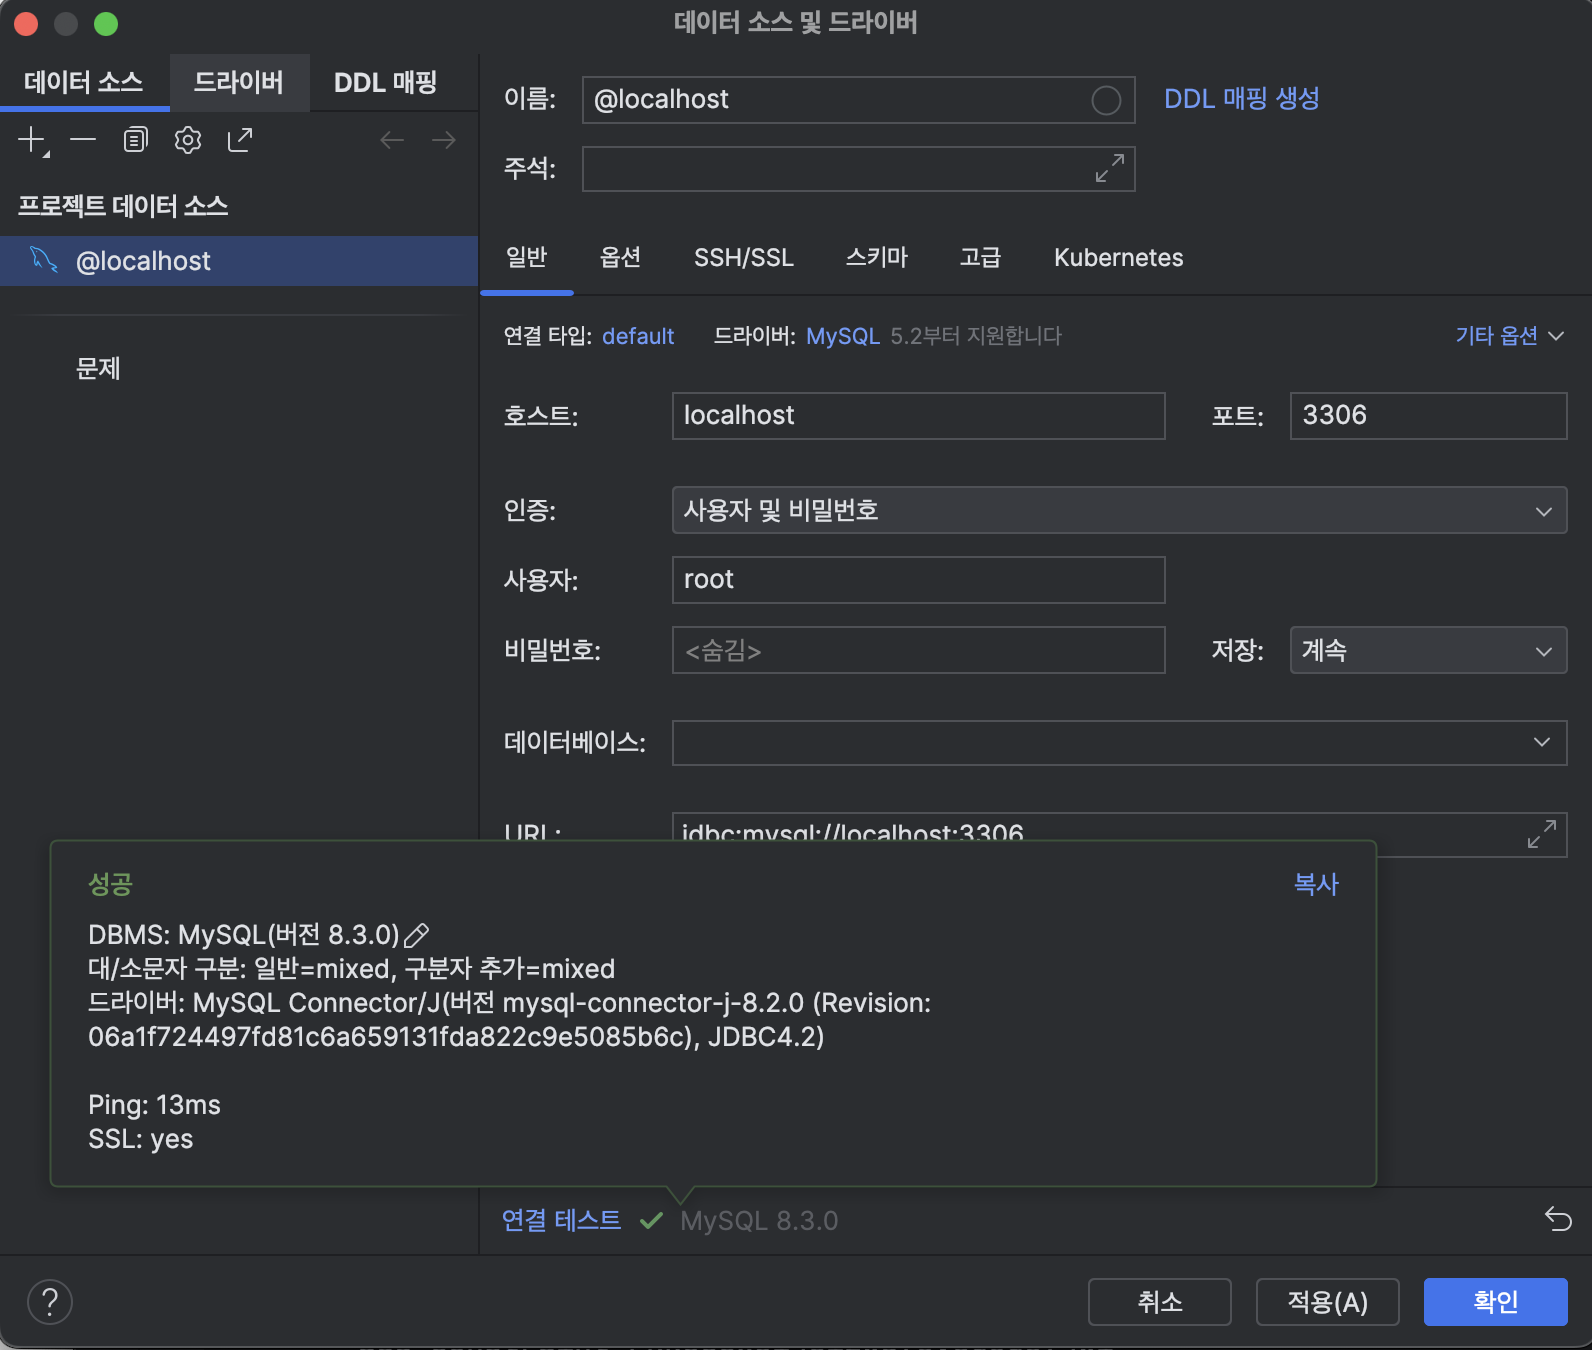 데이터 소스 및 드라이버
데이터 소스 드라이버 DDL 매핑
프로젝트 데이터 소스
@localhost
문제
이름: @localhost DDL 매핑 생성
주석:
일반 옵션 SSH/SSL 스키마 고급 Kubernetes
연결 타입: default 드라이버: MySQL 5.2부터 지원합니다 기타 옵션
호스트: localhost 포트: 3306
인증: 사용자 및 비밀번호
사용자: root
비밀번호: <숨김> 저장: 계속
데이터베이스:
URL: jdbc:mysql://localhost:3306
성공 복사
DBMS: MySQL(버전 8.3.0)
대/소문자 구분: 일반=mixed, 구분자 추가=mixed
드라이버: MySQL Connector/J(버전 mysql-connector-j-8.2.0 (Revision:
06a1f724497fd81c6a659131fda822c9e5085b6c), JDBC4.2)
Ping: 13ms
SSL: yes
연결 테스트 MySQL 8.3.0
? 취소 적용(A) 확인